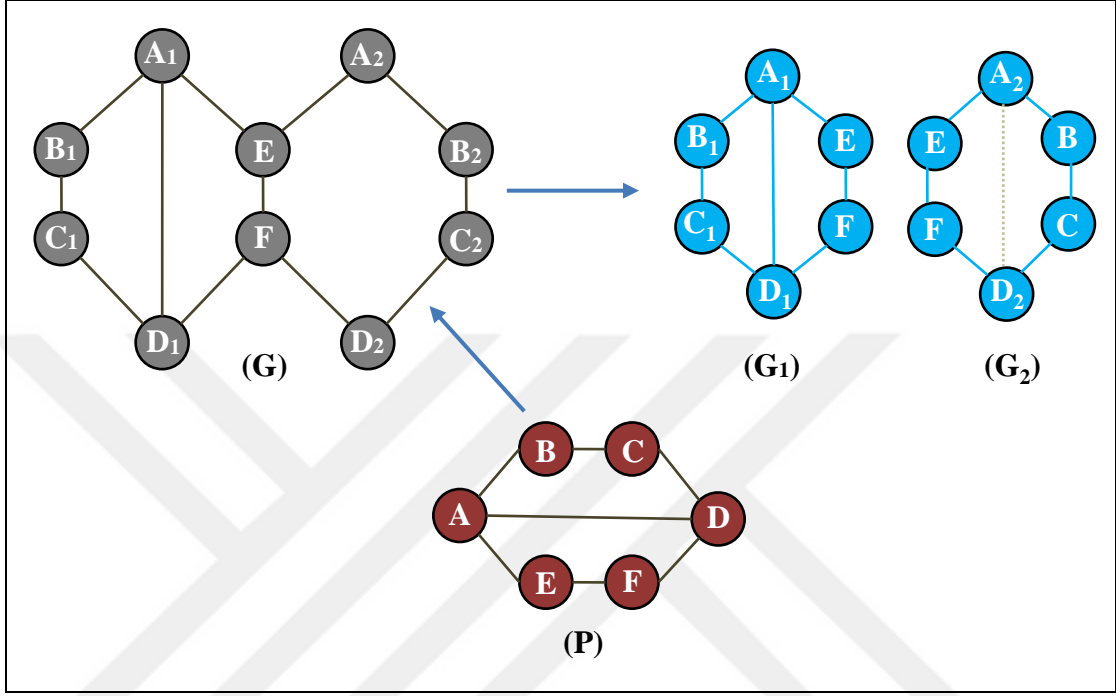 A1 A2
B1 E B2
C1 F C2
D1 D2
(G)
A1 A2
B1 E E B
C1 F F C
D1 D2
(G1) (G2)
B C
A D
E F
(P)